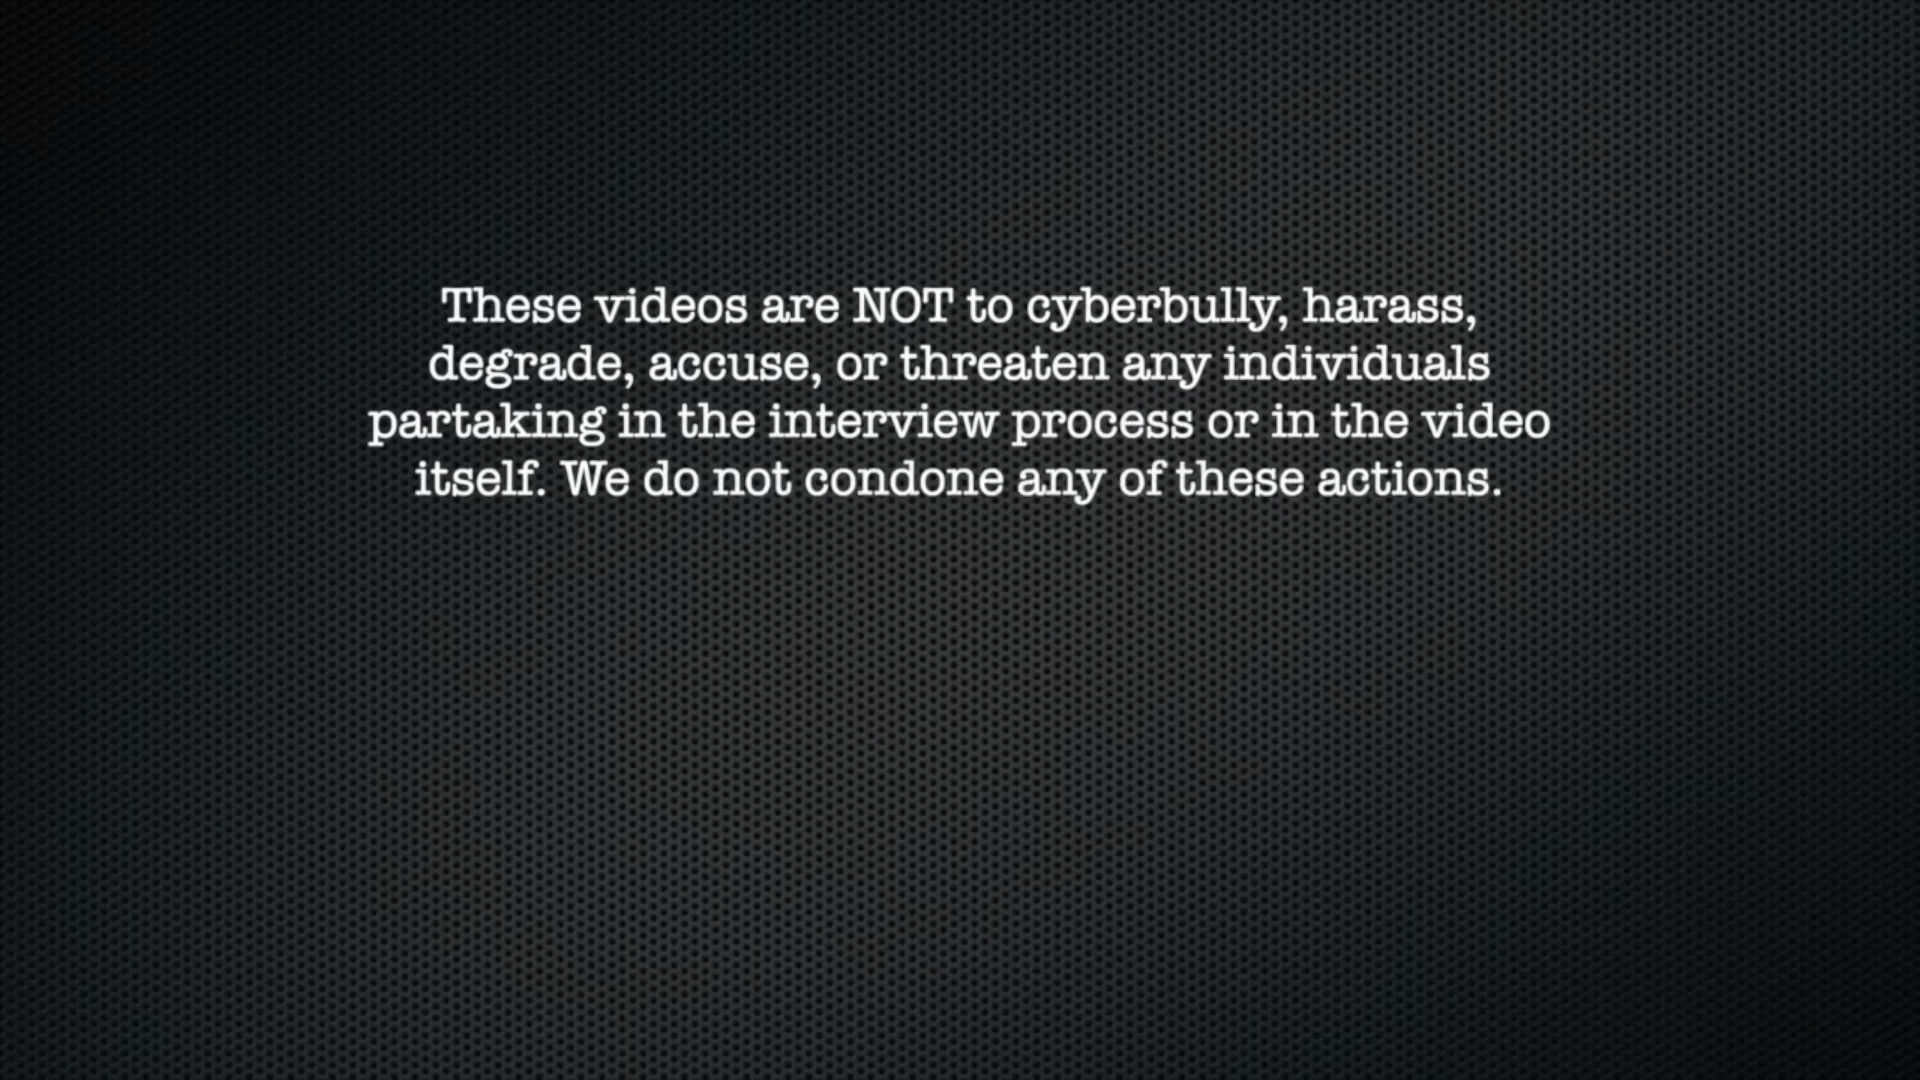 These videos are NOT to cyberbully, harass,
degrade, accuse, or threaten any individuals
partaking in the interview process or in the video
itself. We do not condone any of these actions.